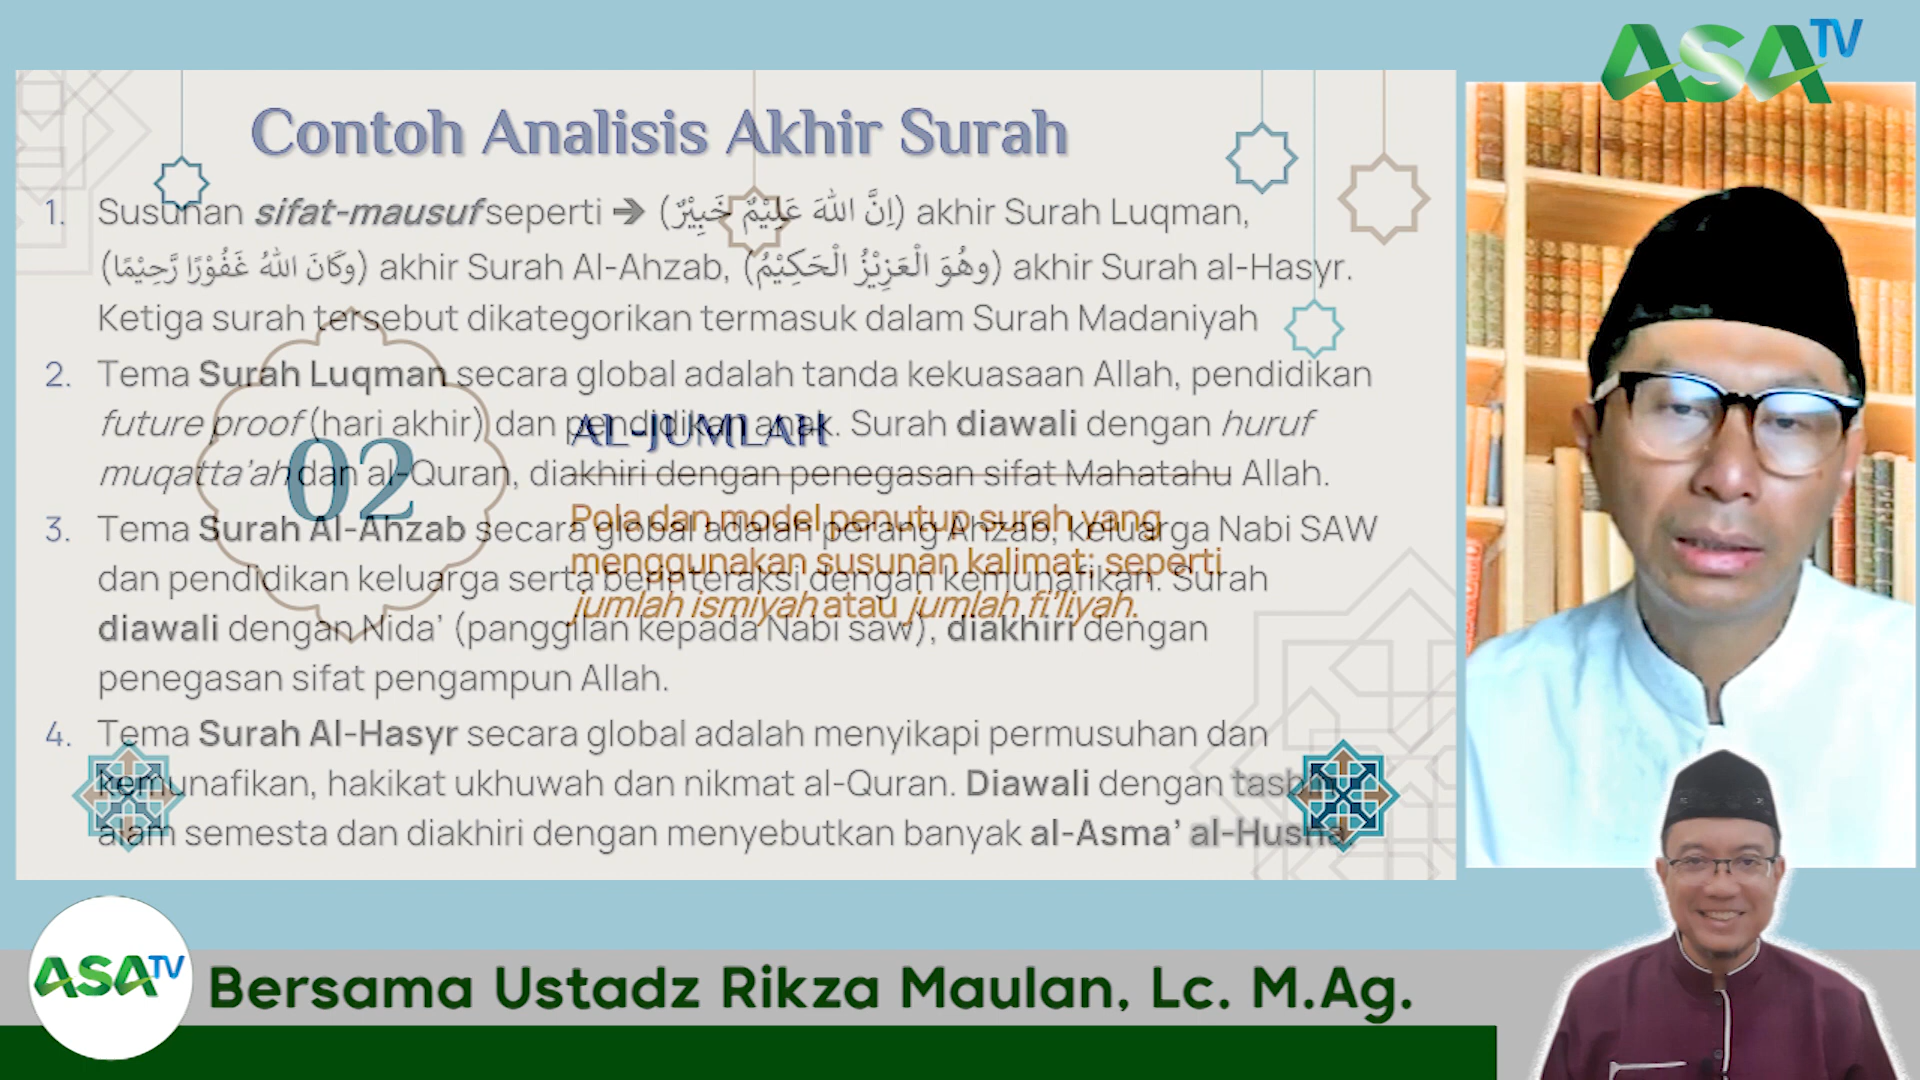 ASA TV
Contoh Analisis Akhir Surah
1. Susunan sifat-mausuf seperti → (اِنَّ اللهَ عَلِيْمٌ خَبِيْرٌ) akhir Surah Luqman,
(وَكَانَ اللهُ غَفُوْرًا رَّحِيْمًا) akhir Surah Al-Ahzab, (وهُوَ الْعَزِيْزُ الْحَكِيْمُ) akhir Surah al-Hasyr.
Ketiga surah tersebut dikategorikan termasuk dalam Surah Madaniyah
2. Tema Surah Luqman secara global adalah tanda kekuasaan Allah, pendidikan
future proof (hari akhir) dan pendidikan anak. Surah diawali dengan huruf
muqatta’ah dan al-Quran, diakhiri dengan penegasan sifat Mahatahu Allah.
3. Tema Surah Al-Ahzab secara global adalah perang Ahzab, keluarga Nabi SAW
dan pendidikan keluarga serta berinteraksi dengan kemunafikan. Surah
diawali dengan Nida’ (panggilan kepada Nabi saw), diakhiri dengan
penegasan sifat pengampun Allah.
4. Tema Surah Al-Hasyr secara global adalah menyikapi permusuhan dan
kemunafikan, hakikat ukhuwah dan nikmat al-Quran. Diawali dengan
alam semesta dan diakhiri dengan menyebutkan banyak al-Asma’ al-Husna.
02
AL-JUMLAH
Pola dan model penutup surah yang
menggunakan susunan kalimat; seperti
jumlah ismiyah atau jumlah fi’liyah.
ASA TV
Bersama Ustadz Rikza Maulan, Lc. M.Ag.